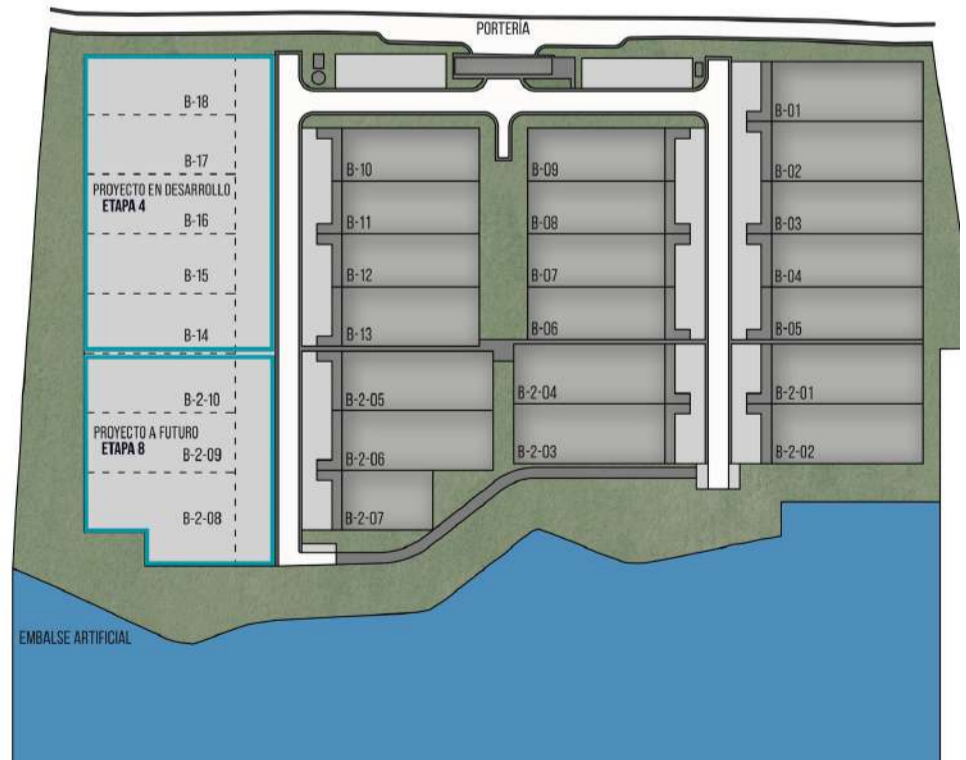 PORTERÍA
B-18
B-17
PROYECTO EN DESARROLLO
ETAPA 4
B-16
B-15
B-14
B-2-10
PROYECTO A FUTURO
ETAPA 8
B-2-09
B-2-08
B-10
B-11
B-12
B-13
B-2-05
B-2-06
B-2-07
B-09
B-08
B-07
B-06
B-2-04
B-2-03
B-01
B-02
B-03
B-04
B-05
B-2-01
B-2-02
EMBALSE ARTIFICIAL